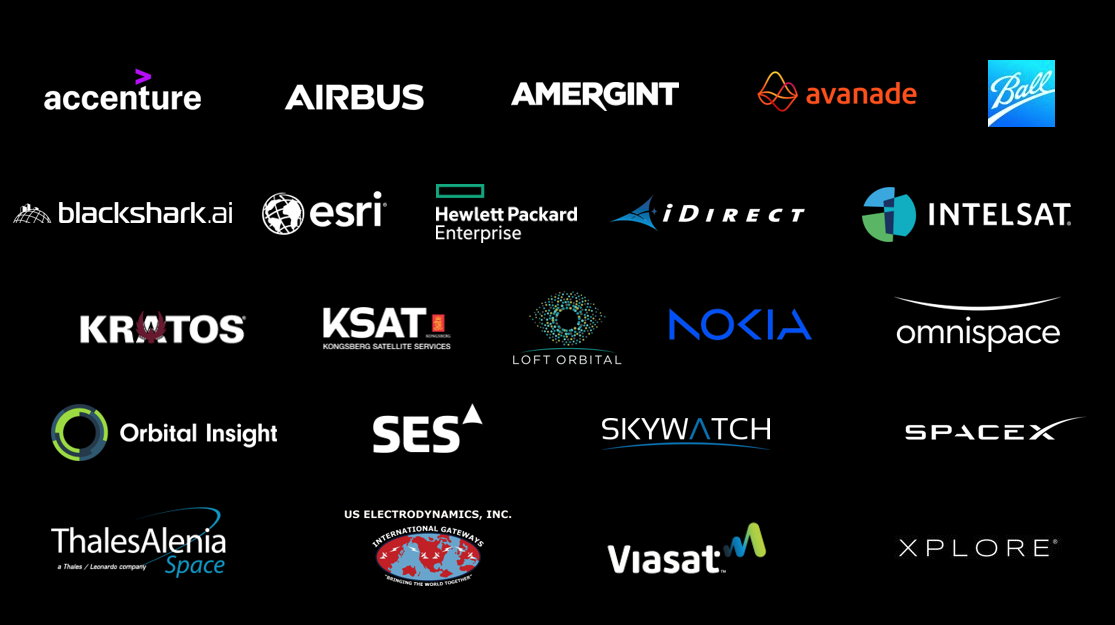 accenture
AIRBUS
AMERGINT
avanade
Ball
blackshark.ai
esri®
Hewlett Packard
Enterprise
iDIRECT
INTELSAT®
KRATOS®
KSAT
KONGSBERG
KONGSBERG SATELLITE SERVICES
LOFT ORBITAL
NOKIA
omnispace
Orbital Insight
SES
SKYWATCH
SPACEX
ThalesAlenia
a Thales / Leonardo company
Space
US ELECTRODYNAMICS, INC.
INTERNATIONAL GATEWAYS
"BRINGING THE WORLD TOGETHER"
Viasat™
XPLORE®